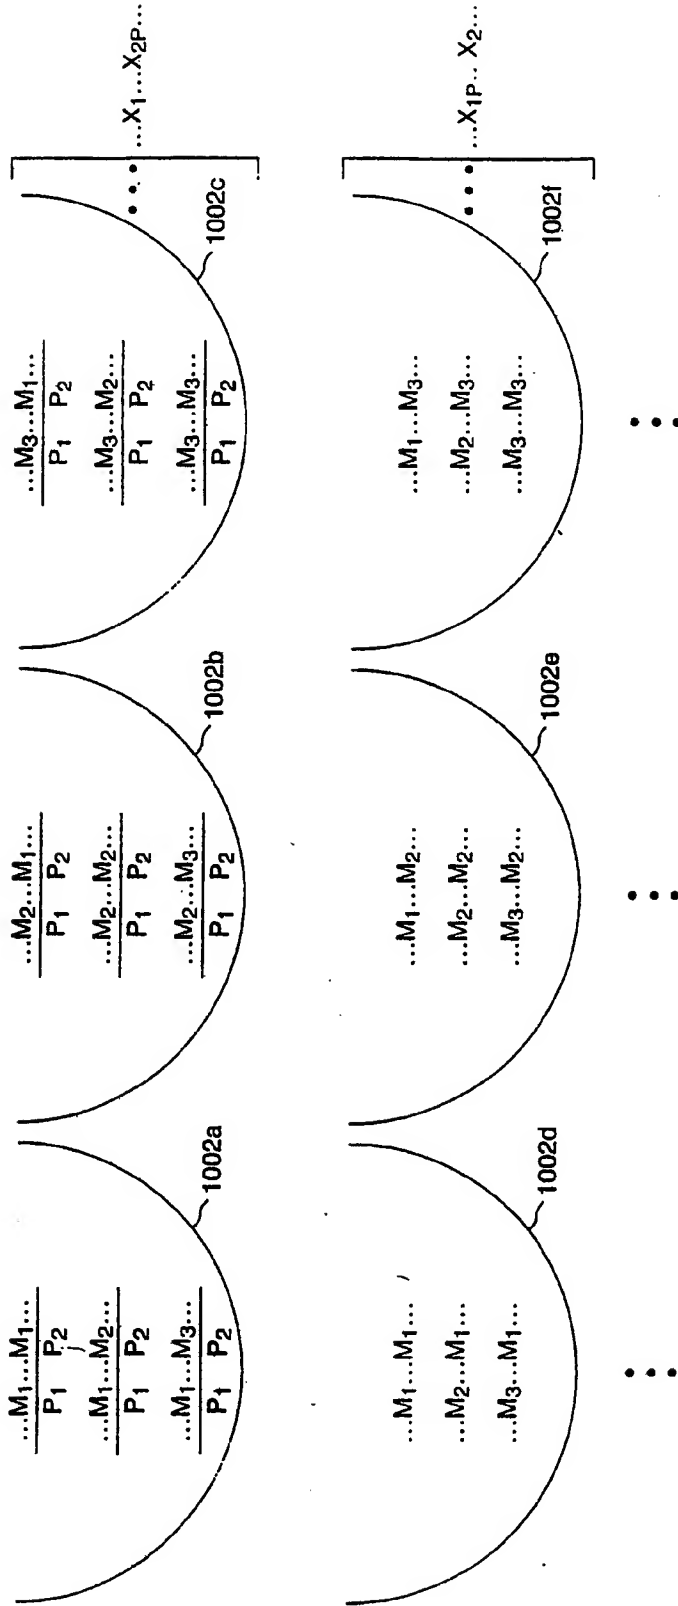 ...M₁...M₁...
P₁ P₂
...M₁...M₂...
P₁ P₂
...M₁...M₃...
P₁ P₂
1002a
...M₂...M₁...
P₁ P₂
...M₂...M₂...
P₁ P₂
...M₂...M₃...
P₁ P₂
1002b
...M₃...M₁...
P₁ P₂
...M₃...M₂...
P₁ P₂
...M₃...M₃...
P₁ P₂
1002c
...X₁...X₂ₚ...
...M₁...M₁...
...M₂...M₁...
...M₃...M₁...
1002d
...M₁...M₂...
...M₂...M₂...
...M₃...M₂...
1002e
...M₁...M₃...
...M₂...M₃...
...M₃...M₃...
1002f
...X₁ₚ...X₂...